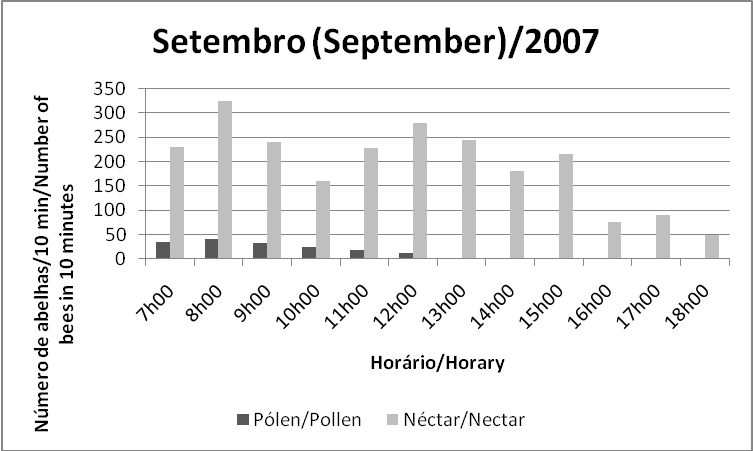 Setembro (September)/2007
Número de abelhas/10 min/Number of
bees in 10 minutes
350
300
250
200
150
100
50
0
7h00
8h00
9h00
10h00
11h00
12h00
13h00
14h00
15h00
16h00
17h00
18h00
Horário/Horary
Pólen/Pollen
Néctar/Nectar